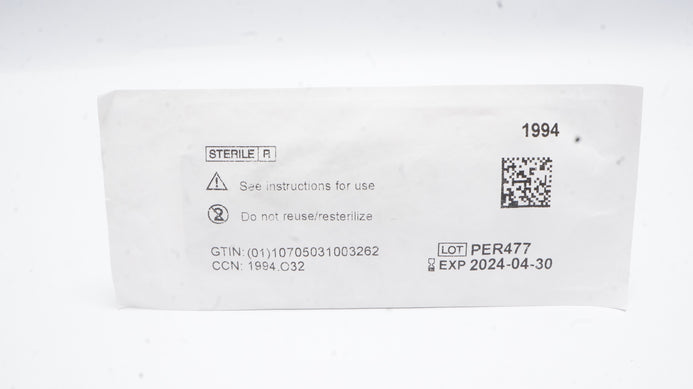 1994
STERILE R
See instructions for use
Do not reuse/resterilize
GTIN: (01)10705031003262
CCN: 1994.C32
LOT PER477
EXP 2024-04-30